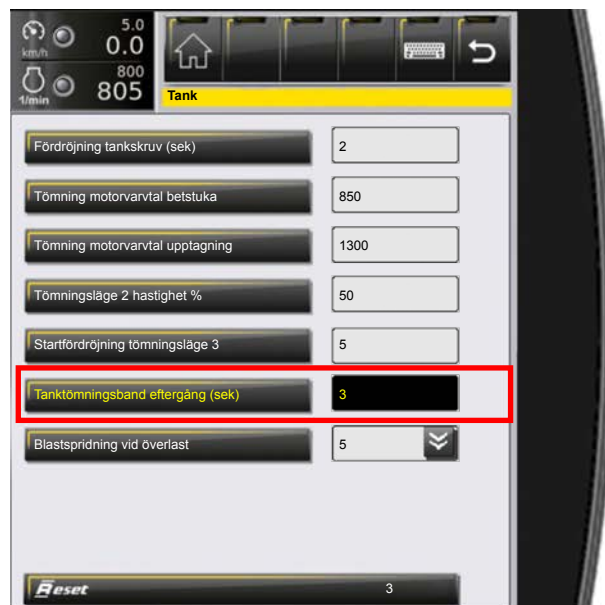 5.0
km/h 0.0
800
1/min 805
Tank
Fördröjning tankskruv (sek) 2
Tömning motorvarvtal betstuka 850
Tömning motorvarvtal upptagning 1300
Tömningsläge 2 hastighet % 50
Startfördröjning tömningsläge 3 5
Tanktömningsband eftergång (sek) 3
Blastspridning vid överlast 5
Reset 3